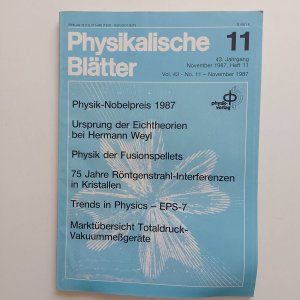 Physikalische
Blätter
11
43. Jahrgang
November 1987, Heft 11
Vol. 43 - No. 11 – November 1987
physik-
verlag
Physik-Nobelpreis 1987
Ursprung der Eichtheorien
bei Hermann Weyl
Physik der Fusionspellets
75 Jahre Röntgenstrahl-Interferenzen
in Kristallen
Trends in Physics – EPS-7
Marktübersicht Totaldruck-
Vakuummeßgeräte